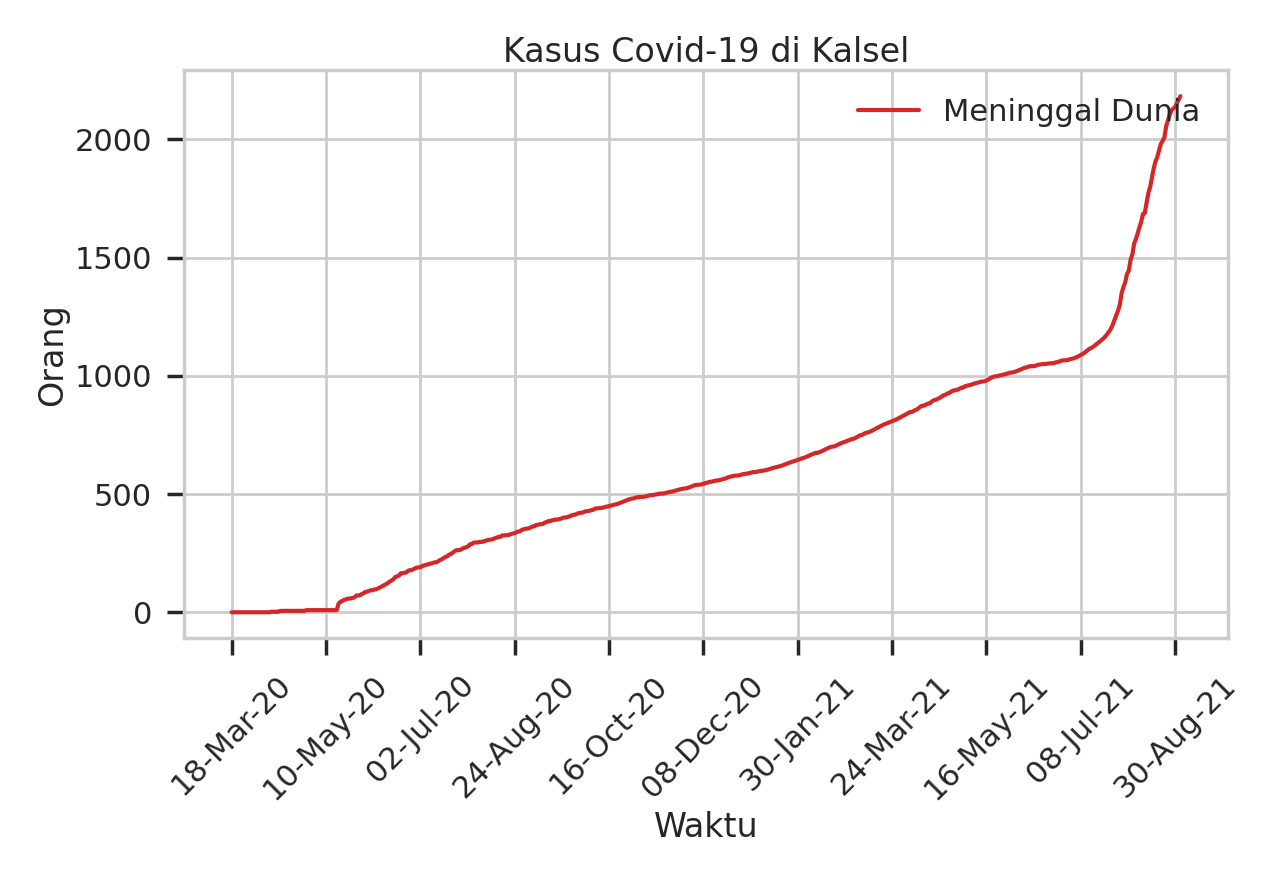 Kasus Covid-19 di Kalsel
Meninggal Dunia
Orang
2000
1500
1000
500
0
18-Mar-20
10-May-20
02-Jul-20
24-Aug-20
16-Oct-20
08-Dec-20
30-Jan-21
24-Mar-21
16-May-21
08-Jul-21
30-Aug-21
Waktu